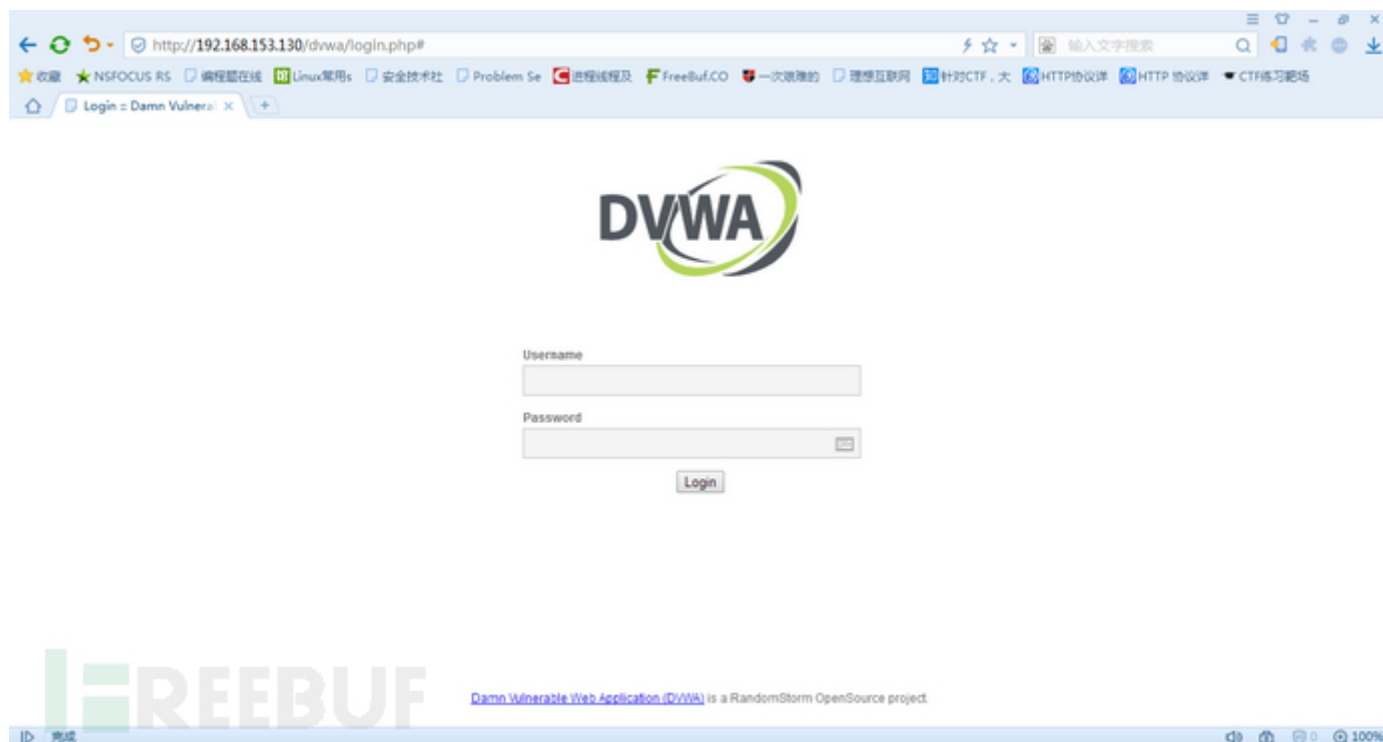 http://192.168.153.130/dvwa/login.php#
输入文字搜索
收藏 NSFOCUS RS 编程题在线 Linux常用s 安全技术社 Problem Se 进程线程及 FreeBuf.CO 一次艰难的 理想互联网 针对CTF，大 HTTP协议详 HTTP 协议详 CTF练习靶场
Login :: Damn Vulneral
DVWA
Username
Password
Login
Damn Vulnerable Web Application (DVWA) is a RandomStorm OpenSource project.
FREEBUF
完成
0
100%